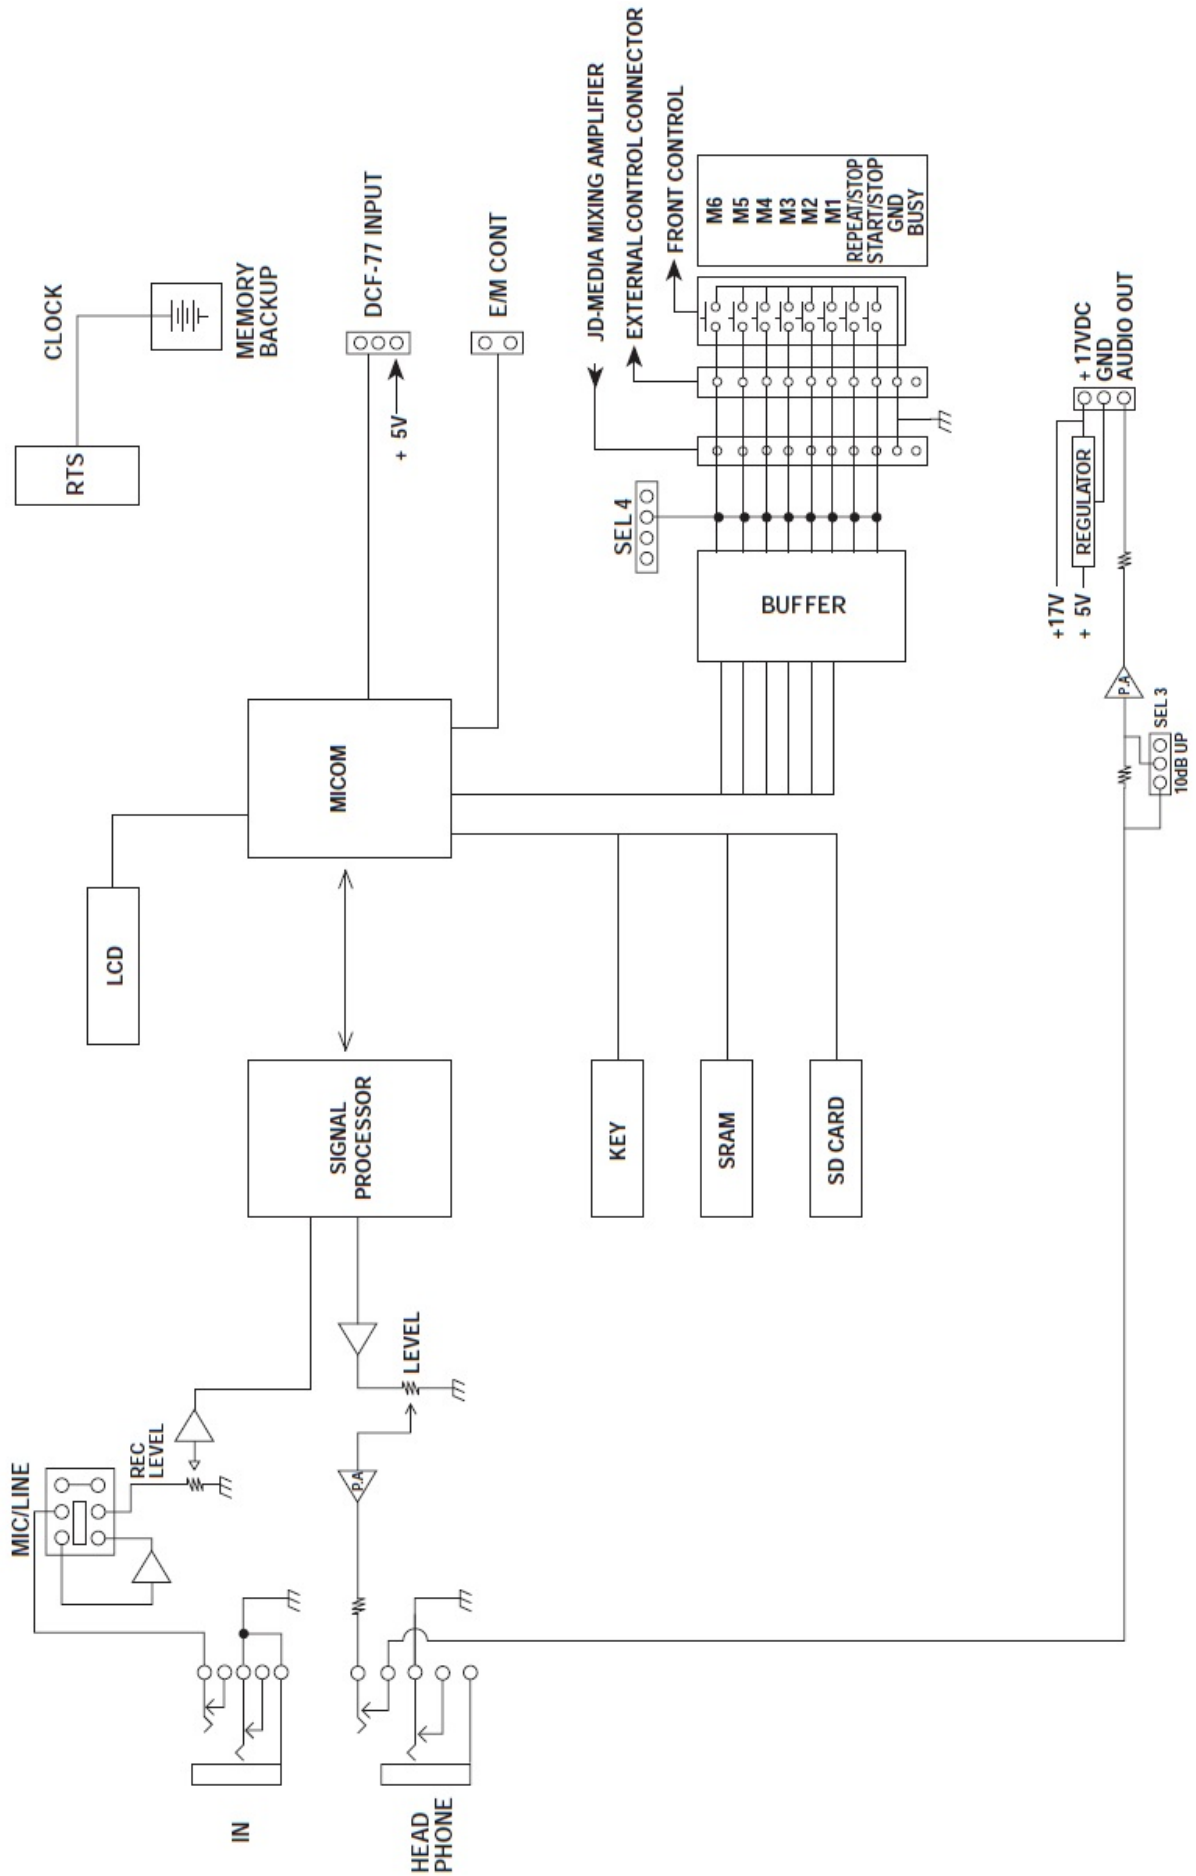 CLOCK
RTS
MEMORY
BACKUP
DCF-77 INPUT
+ 5V
E/M CONT
JD-MEDIA MIXING AMPLIFIER
EXTERNAL CONTROL CONNECTOR
FRONT CONTROL
M6
M5
M4
M3
M2
M1
REPEAT/STOP
START/STOP
GND
BUSY
SEL 4
BUFFER
MICOM
LCD
SIGNAL
PROCESSOR
KEY
SRAM
SD CARD
MIC/LINE
REC
LEVEL
LEVEL
P.A
IN
HEAD
PHONE
+17V
+ 5V
REGULATOR
+ 17VDC
GND
AUDIO OUT
P.A
SEL 3
10dB UP